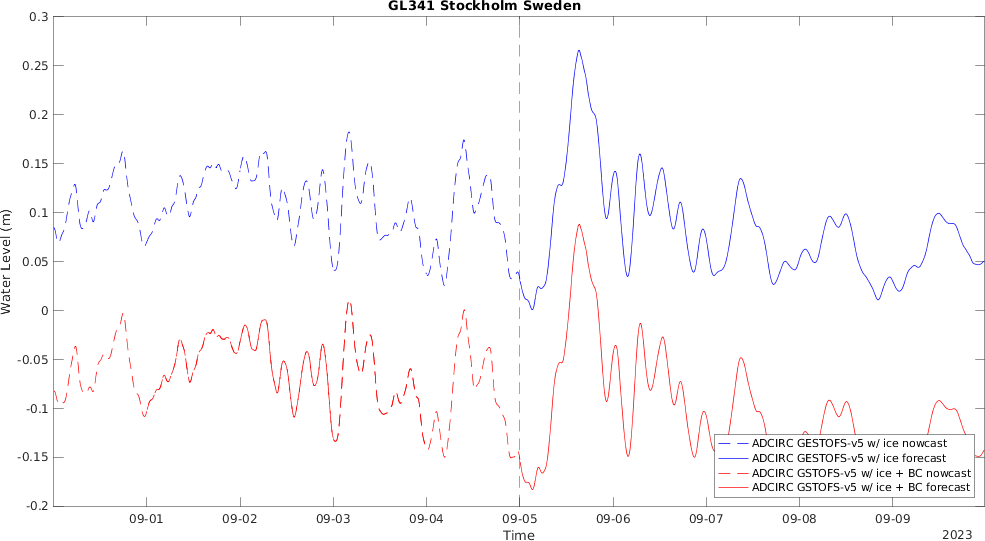 GL341 Stockholm Sweden
0.3
0.25
0.2
0.15
0.1
0.05
0
-0.05
-0.1
-0.15
-0.2
Water Level (m)
ADCIRC GESTOFS-v5 w/ ice nowcast
ADCIRC GESTOFS-v5 w/ ice forecast
ADCIRC GSTOFS-v5 w/ ice + BC nowcast
ADCIRC GSTOFS-v5 w/ ice + BC forecast
09-01 09-02 09-03 09-04 09-05 09-06 09-07 09-08 09-09
Time
2023